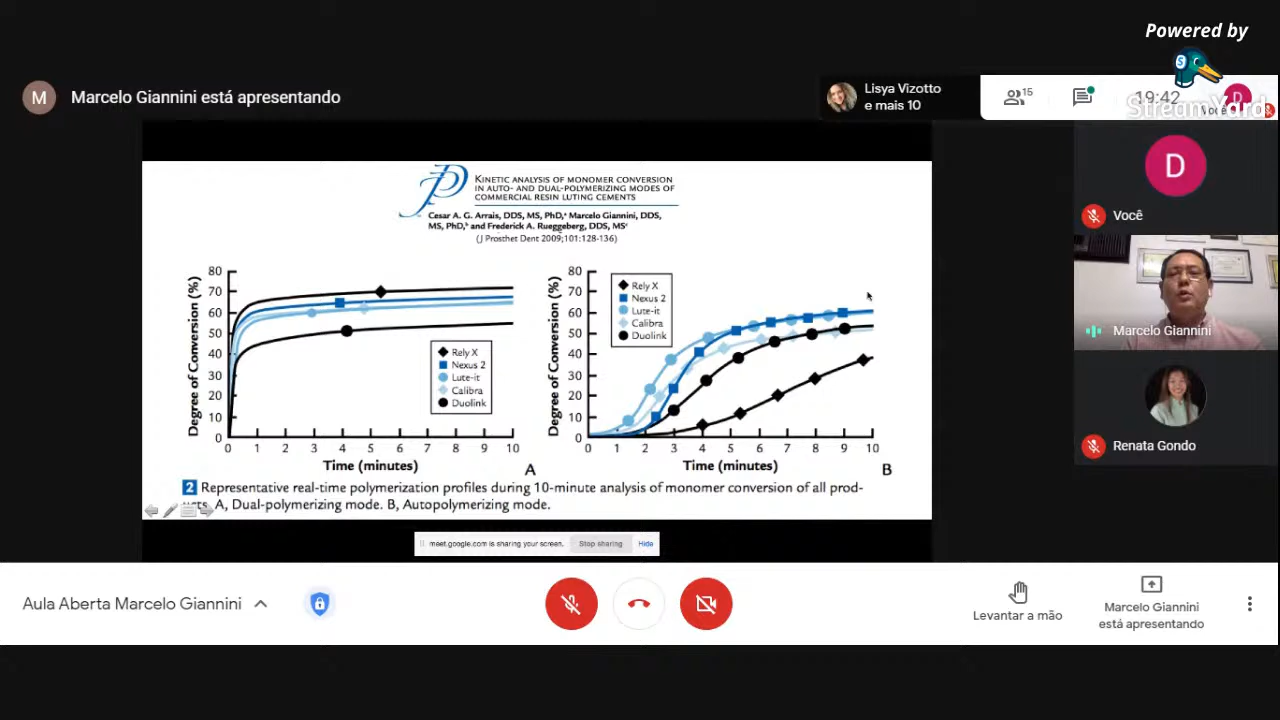 Powered by
StreamYard
M
Marcelo Giannini está apresentando
Lisya Vizotto
e mais 10
15
19:42
D
Você
D
Você
Marcelo Giannini
Renata Gondo
KINETIC ANALYSIS OF MONOMER CONVERSION
IN AUTO- AND DUAL-POLYMERIZING MODES OF
COMMERCIAL RESIN LUTING CEMENTS
Cesar A. G. Arrais, DDS, MS, PhD,a Marcelo Giannini, DDS,
MS, PhD,b and Frederick A. Rueggeberg, DDS, MSc
(J Prosthet Dent 2009;101:128-136)
Degree of Conversion (%)
80
70
60
50
40
30
20
10
0
0 1 2 3 4 5 6 7 8 9 10
Time (minutes)
Rely X
Nexus 2
Lute-it
Calibra
Duolink
A
Degree of Conversion (%)
80
70
60
50
40
30
20
10
0
0 1 2 3 4 5 6 7 8 9 10
Time (minutes)
Rely X
Nexus 2
Lute-it
Calibra
Duolink
B
2 Representative real-time polymerization profiles during 10-minute analysis of monomer conversion of all prod-
ucts. A, Dual-polymerizing mode. B, Autopolymerizing mode.
meet.google.com is sharing your screen. Stop sharing Hide
Aula Aberta Marcelo Giannini
Levantar a mão
Marcelo Giannini
está apresentando